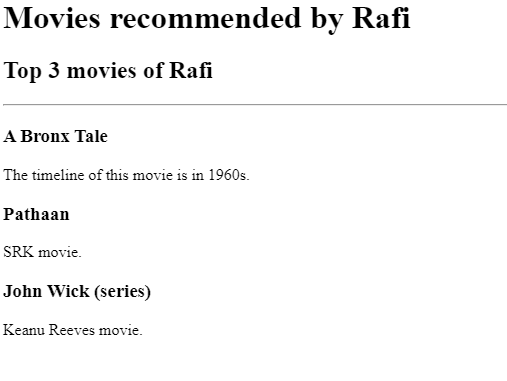 Movies recommended by Rafi
Top 3 movies of Rafi
A Bronx Tale
The timeline of this movie is in 1960s.
Pathaan
SRK movie.
John Wick (series)
Keanu Reeves movie.